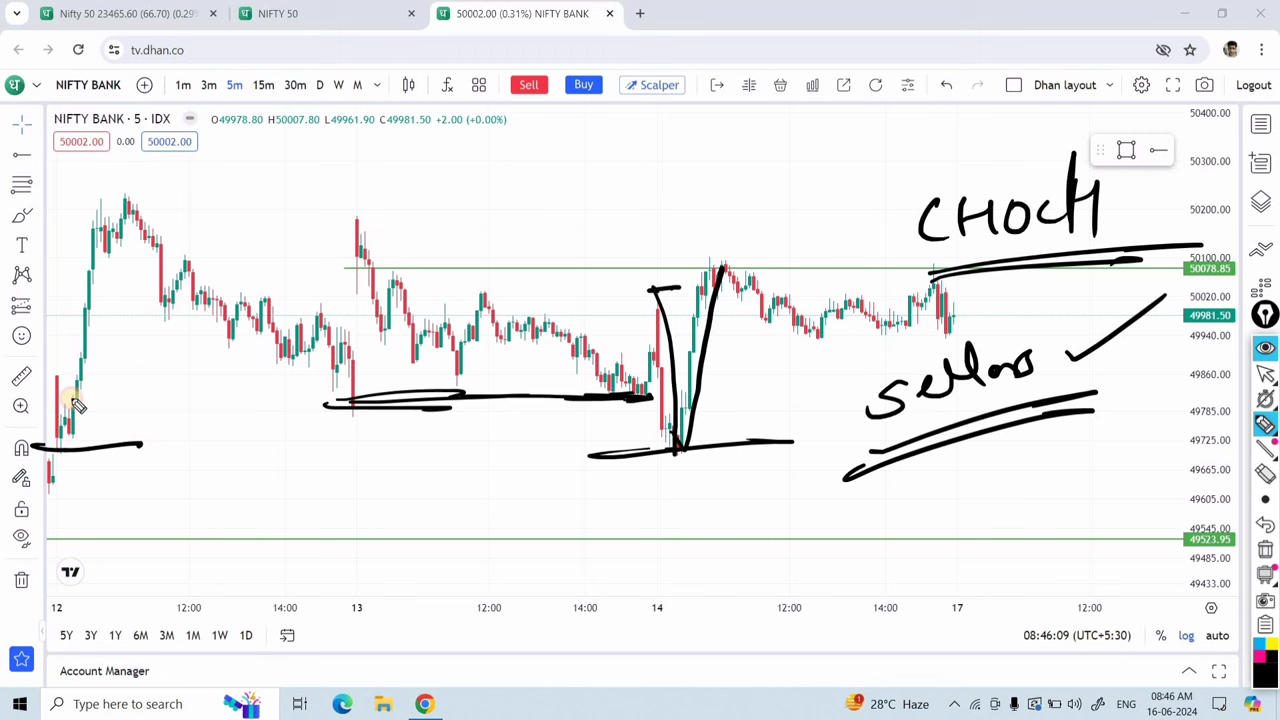 Nifty 50 23465.60 (66.70) (0.29%
NIFTY 50
50002.00 (0.31%) NIFTY BANK
tv.dhan.co
NIFTY BANK 1m 3m 5m 15m 30m D W M Sell Buy Scalper Dhan layout Logout
NIFTY BANK · 5 · IDX O49978.80 H50007.80 L49961.90 C49981.50 +2.00 (+0.00%)
50002.00 0.00 50002.00
CHOCH
sellers
50400.00
50300.00
50200.00
50100.00
50078.85
50020.00
49981.50
49940.00
49860.00
49785.00
49725.00
49665.00
49605.00
49545.00
49523.95
49485.00
49433.00
12 12:00 14:00 13 12:00 14:00 14 12:00 14:00 17 12:00
5Y 3Y 1Y 6M 3M 1M 1W 1D 08:46:09 (UTC+5:30) % log auto
Account Manager
Type here to search 28°C Haze ENG 08:46 AM
16-06-2024